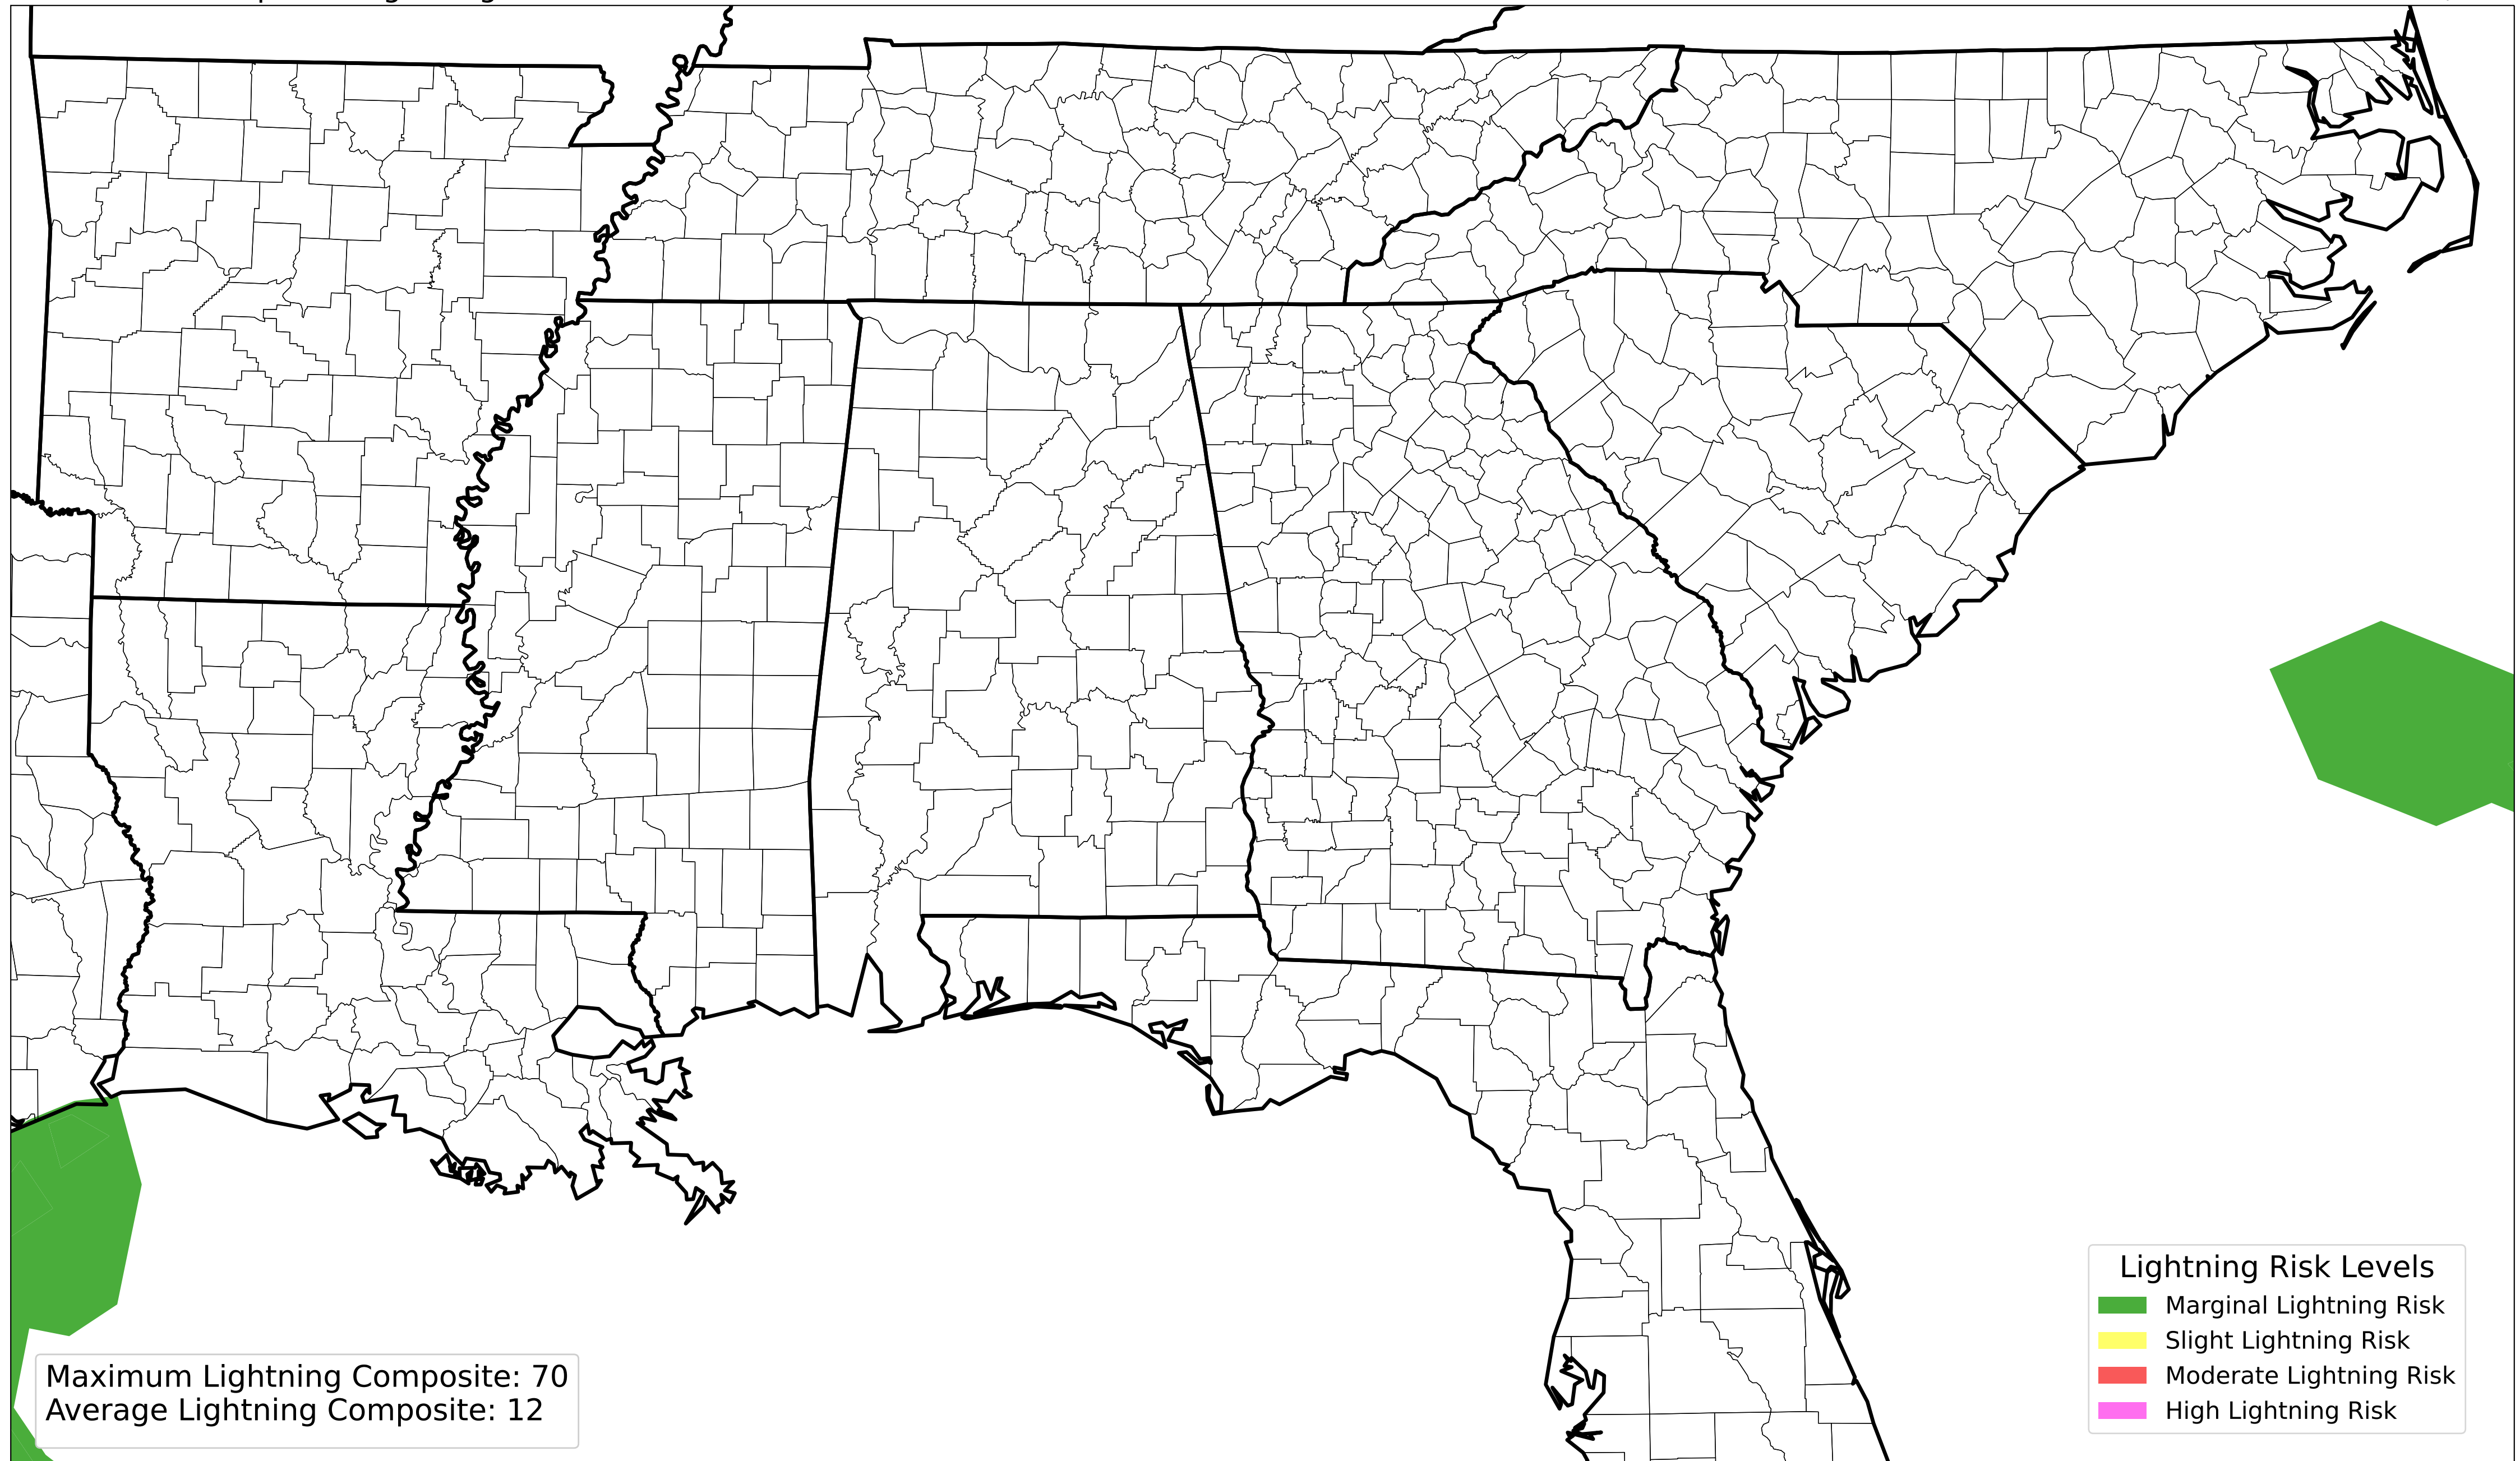 Maximum Lightning Composite: 70
Average Lightning Composite: 12
Lightning Risk Levels
Marginal Lightning Risk
Slight Lightning Risk
Moderate Lightning Risk
High Lightning Risk